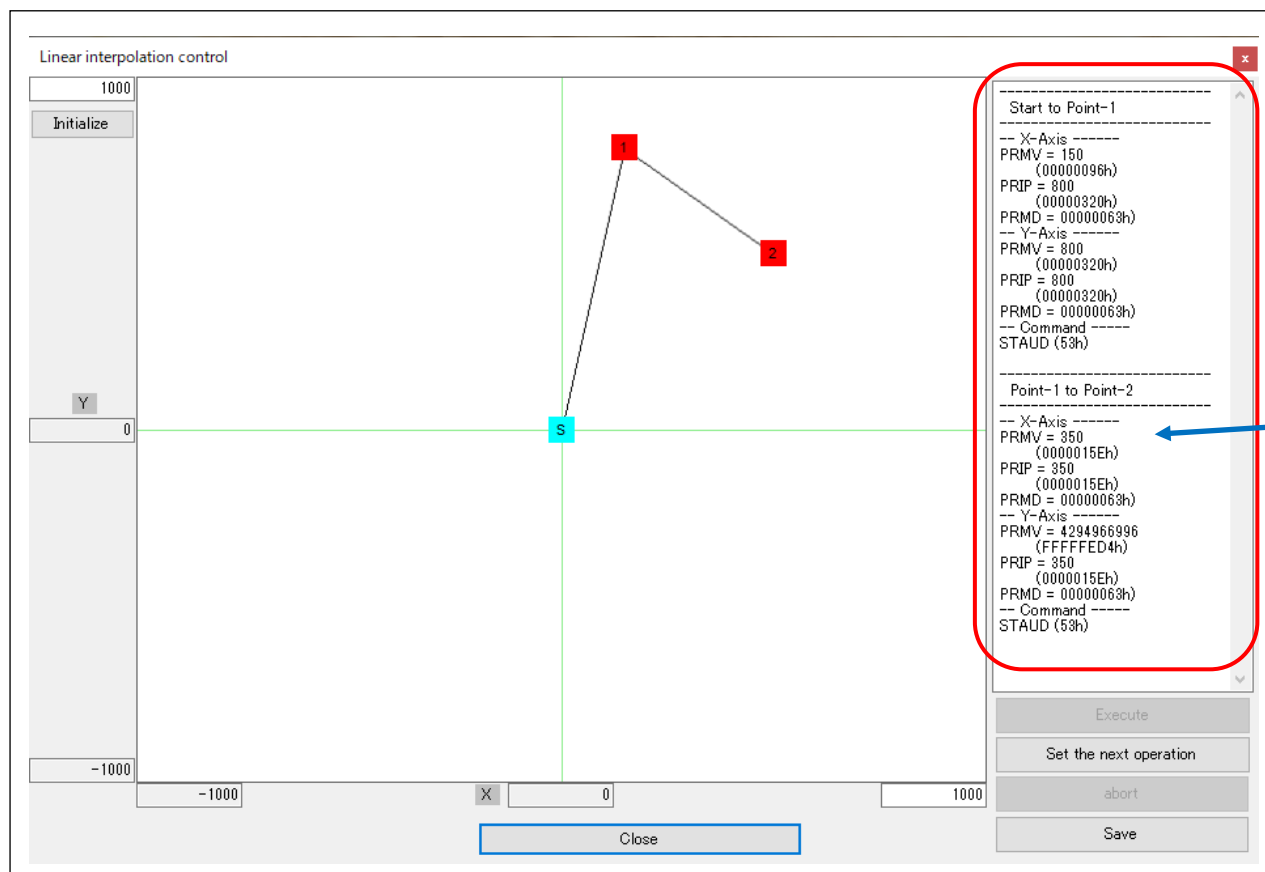 Linear interpolation control
x
1000
Initialize
Y
0
-1000
-1000
X
0
1000
1
2
S
----------------------------
Start to Point-1
----------------------------
-- X-Axis ------
PRMV = 150
(00000096h)
PRIP = 800
(00000320h)
PRMD = 00000063h)
-- Y-Axis ------
PRMV = 800
(00000320h)
PRIP = 800
(00000320h)
PRMD = 00000063h)
-- Command -----
STAUD (53h)
----------------------------
Point-1 to Point-2
----------------------------
-- X-Axis ------
PRMV = 350
(0000015Eh)
PRIP = 350
(0000015Eh)
PRMD = 00000063h)
-- Y-Axis ------
PRMV = 4294966996
(FFFFFED4h)
PRIP = 350
(0000015Eh)
PRMD = 00000063h)
-- Command -----
STAUD (53h)
Execute
Set the next operation
abort
Save
Close